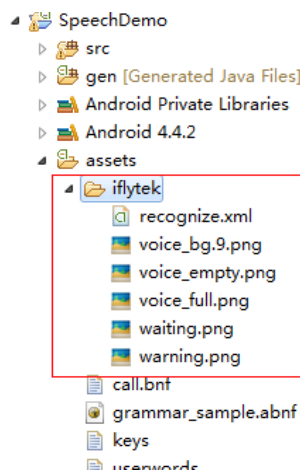 SpeechDemo
src
gen [Generated Java Files]
Android Private Libraries
Android 4.4.2
assets
iflytek
recognize.xml
voice_bg.9.png
voice_empty.png
voice_full.png
waiting.png
warning.png
call.bnf
grammar_sample.abnf
keys
userwords